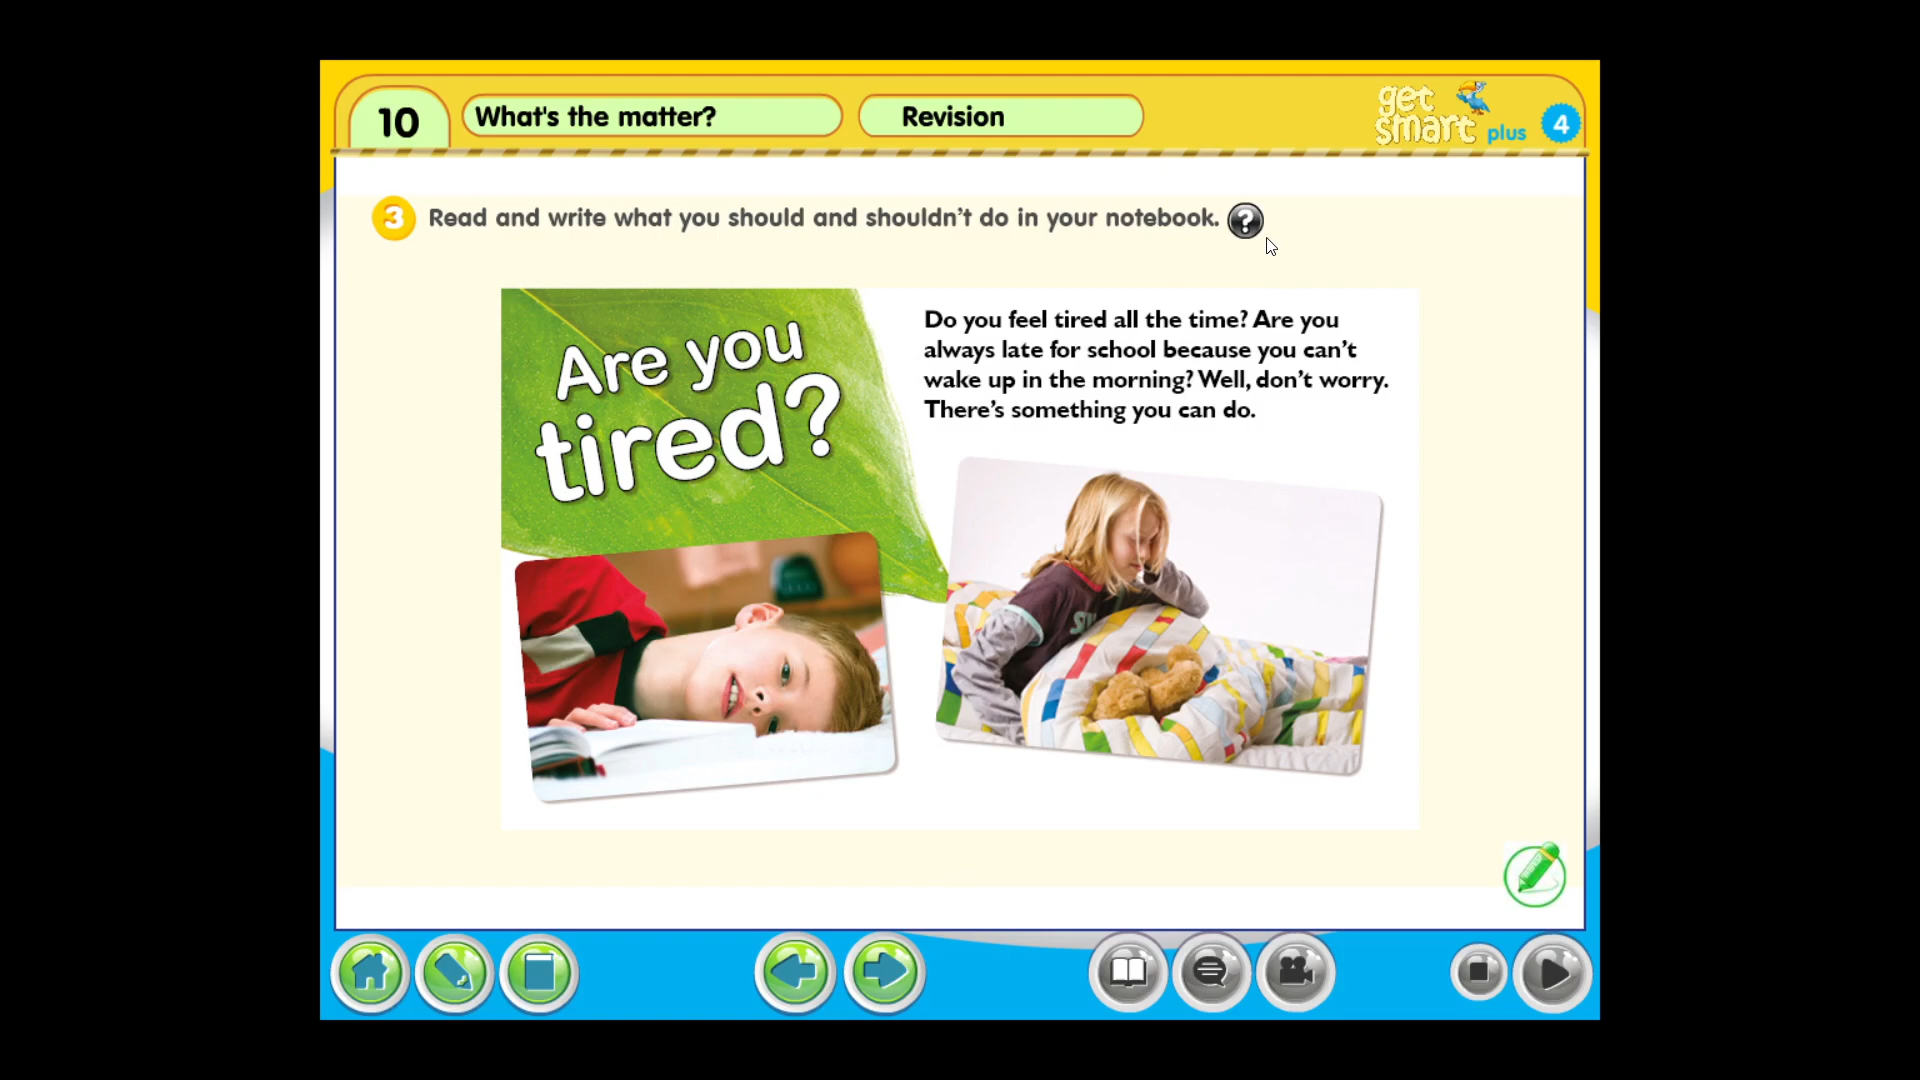 10
What's the matter?
Revision
get
smart plus 4
3 Read and write what you should and shouldn't do in your notebook. ?
Are you
tired?
Do you feel tired all the time? Are you
always late for school because you can't
wake up in the morning? Well, don't worry.
There's something you can do.